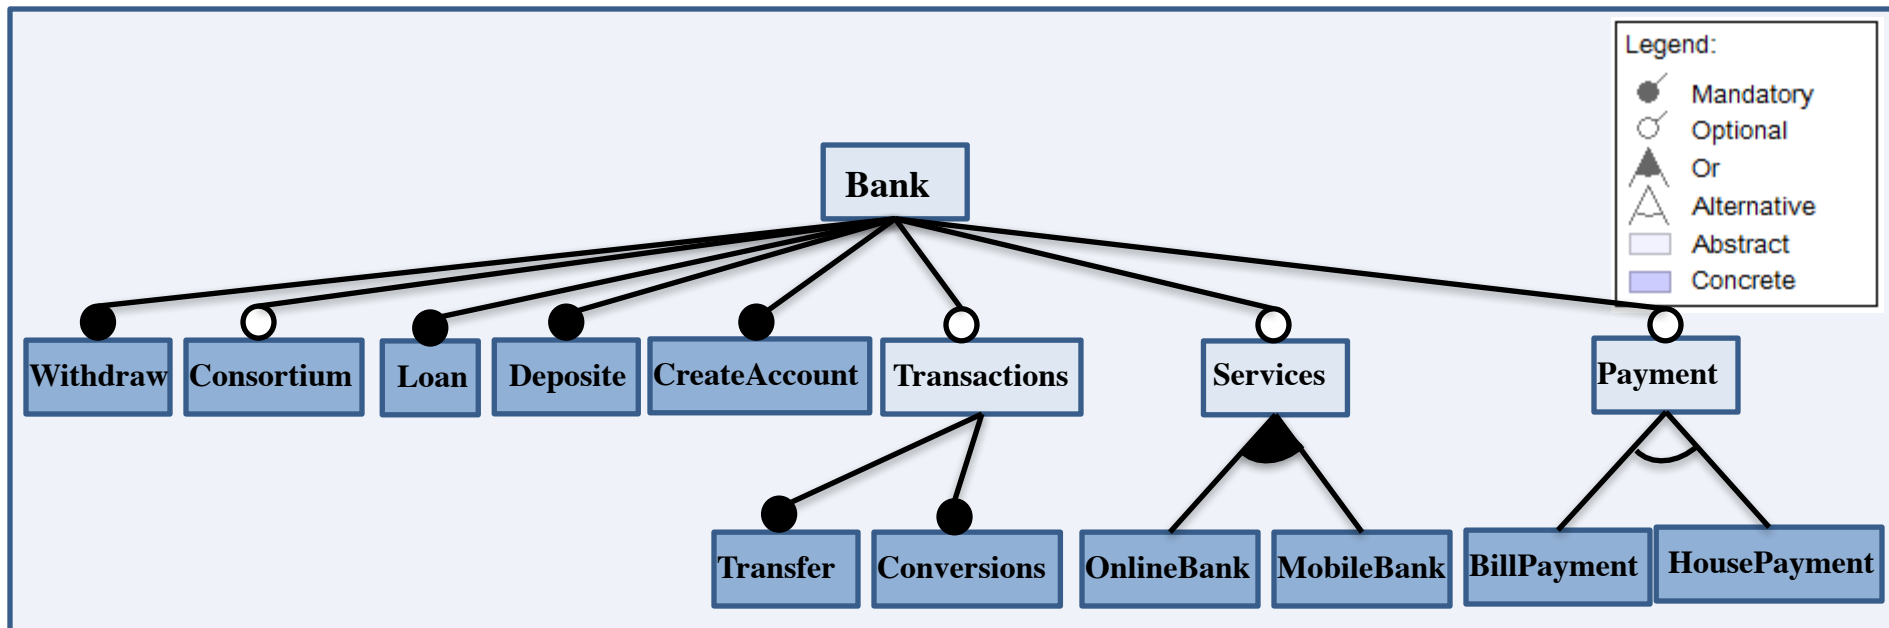 Legend:
Mandatory
Optional
Or
Alternative
Abstract
Concrete
Bank
Withdraw
Consortium
Loan
Deposite
CreateAccount
Transactions
Services
Payment
Transfer
Conversions
OnlineBank
MobileBank
BillPayment
HousePayment